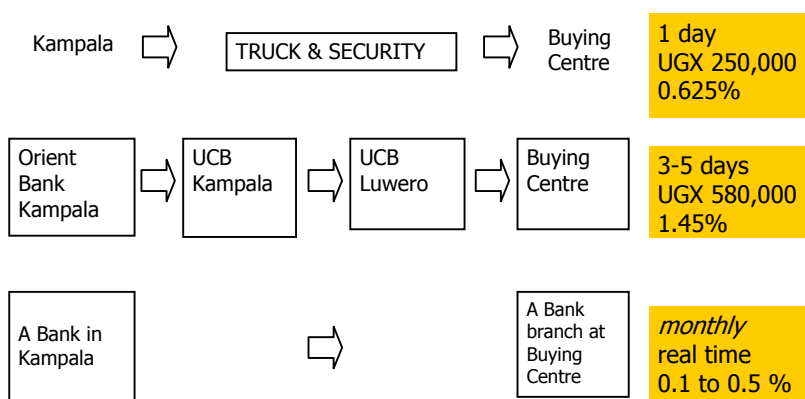 Kampala
TRUCK & SECURITY
Buying
Centre
1 day
UGX 250,000
0.625%
Orient
Bank
Kampala
UCB
Kampala
UCB
Luwero
Buying
Centre
3-5 days
UGX 580,000
1.45%
A Bank in
Kampala
A Bank
branch at
Buying
Centre
monthly
real time
0.1 to 0.5 %